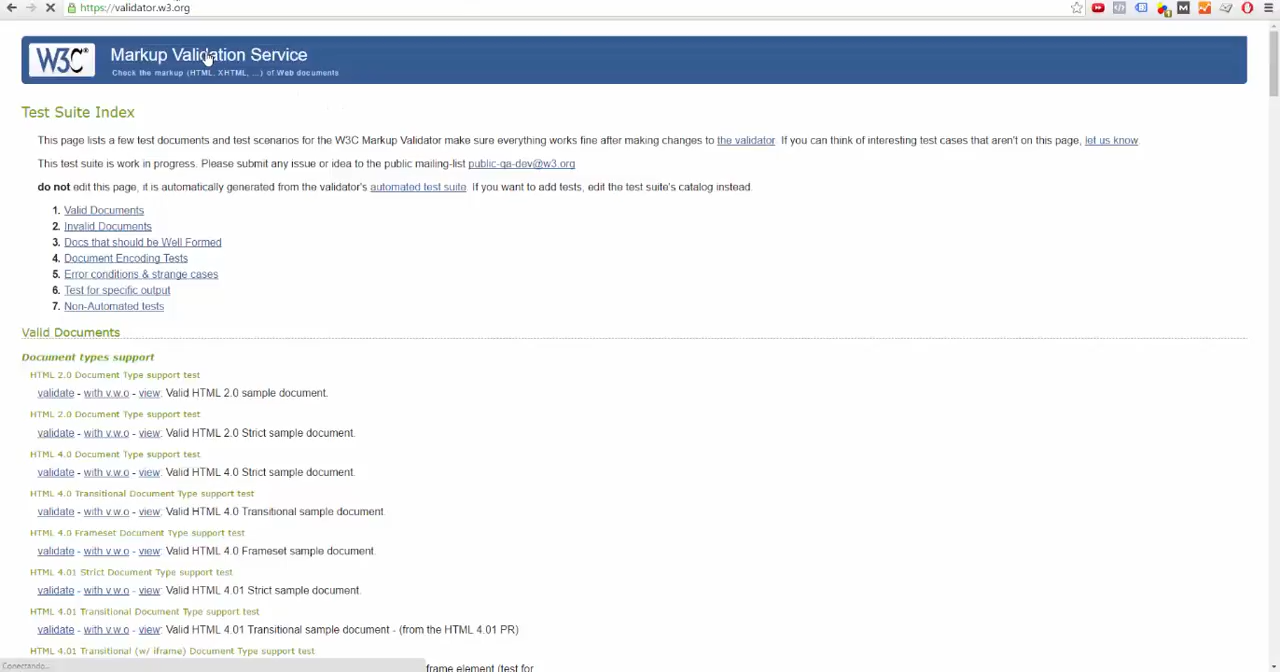 https://validator.w3.org
W3C®
Markup Validation Service
Check the markup (HTML, XHTML, ...) of Web documents
Test Suite Index
This page lists a few test documents and test scenarios for the W3C Markup Validator make sure everything works fine after making changes to the validator. If you can think of interesting test cases that aren't on this page, let us know.
This test suite is work in progress. Please submit any issue or idea to the public mailing-list public-qa-dev@w3.org
do not edit this page, it is automatically generated from the validator's automated test suite. If you want to add tests, edit the test suite's catalog instead.
1. Valid Documents
2. Invalid Documents
3. Docs that should be Well Formed
4. Document Encoding Tests
5. Error conditions & strange cases
6. Test for specific output
7. Non-Automated tests
Valid Documents
Document types support
HTML 2.0 Document Type support test
validate - with v.w.o - view: Valid HTML 2.0 sample document.
HTML 2.0 Document Type support test
validate - with v.w.o - view: Valid HTML 2.0 Strict sample document.
HTML 4.0 Document Type support test
validate - with v.w.o - view: Valid HTML 4.0 Strict sample document.
HTML 4.0 Transitional Document Type support test
validate - with v.w.o - view: Valid HTML 4.0 Transitional sample document.
HTML 4.0 Frameset Document Type support test
validate - with v.w.o - view: Valid HTML 4.0 Frameset sample document.
HTML 4.01 Strict Document Type support test
validate - with v.w.o - view: Valid HTML 4.01 Strict sample document.
HTML 4.01 Transitional Document Type support test
validate - with v.w.o - view: Valid HTML 4.01 Transitional sample document - (from the HTML 4.01 PR)
HTML 4.01 Transitional (w/ iframe) Document Type support test
frame element (test for
Conectando...